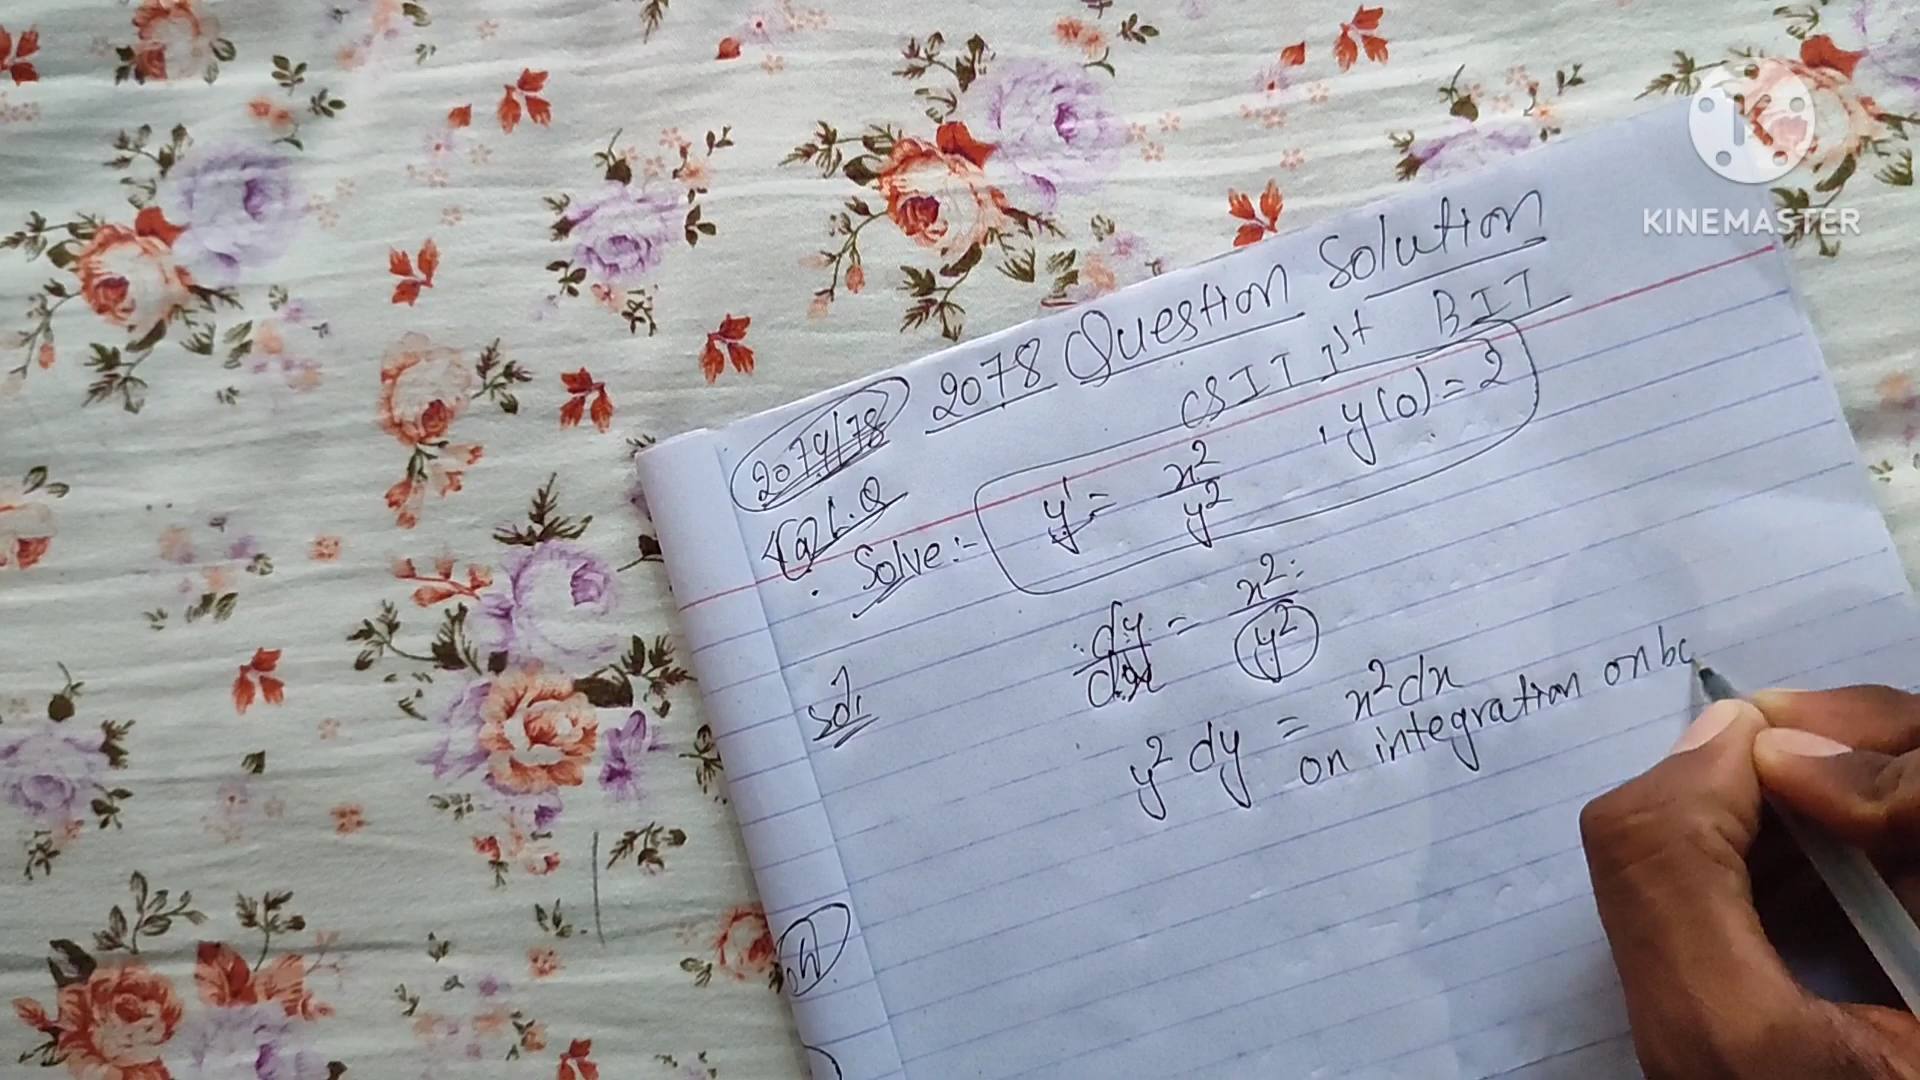 KINEMASTER
2078 Question Solution
2074/78
CSIT 1st BIT
Solve:- y' = x²/y² , y(0) = 2
dy/dx = x²/y²
y² dy = x² dx
on integration on bo